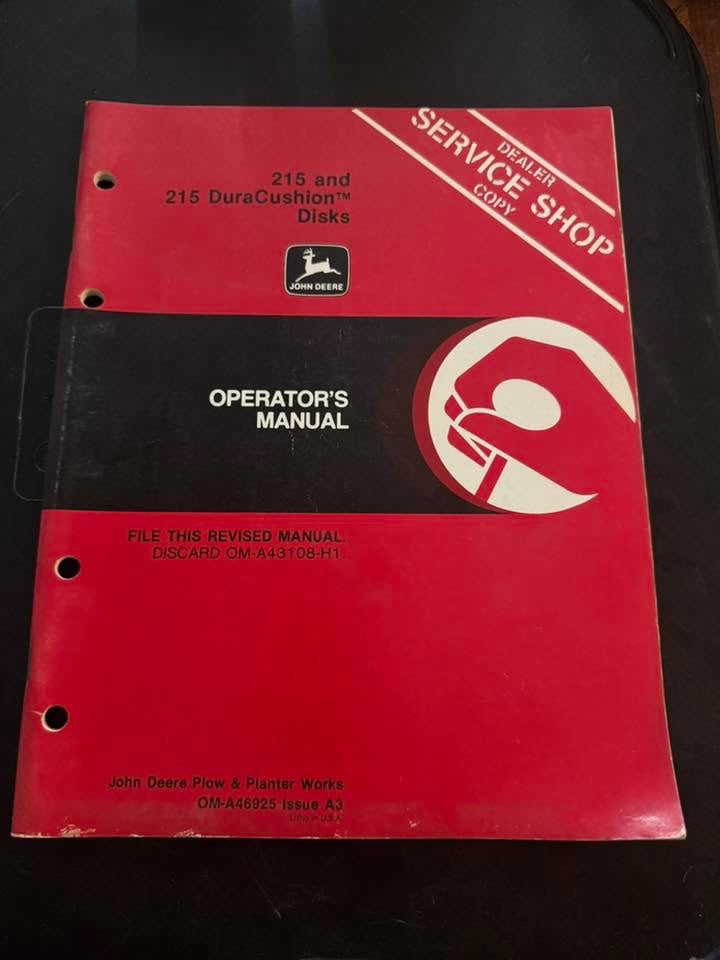 DEALER
SERVICE SHOP
COPY
215 and
215 DuraCushion™
Disks
JOHN DEERE
OPERATOR'S
MANUAL
FILE THIS REVISED MANUAL.
DISCARD OM-A43108-H1.
John Deere Plow & Planter Works
OM-A46925 Issue A3
Litho in U.S.A.